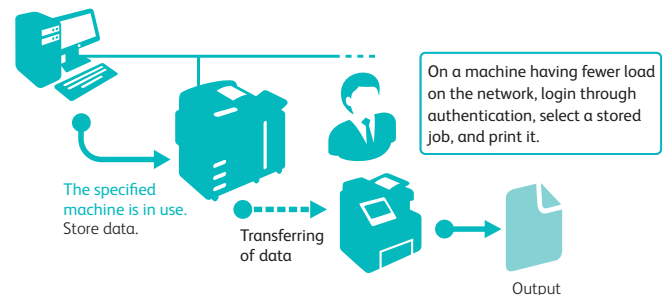 On a machine having fewer load
on the network, login through
authentication, select a stored
job, and print it.
The specified
machine is in use.
Store data.
Transferring
of data
Output